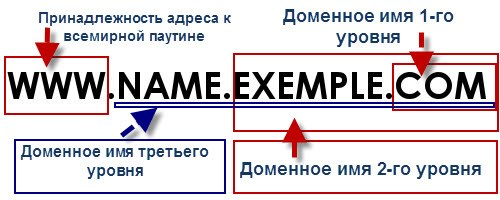 Принадлежность адреса к
всемирной паутине
Доменное имя 1-го
уровня
WWW.NAME.EXEMPLE.COM
Доменное имя третьего
уровня
Доменное имя 2-го уровня